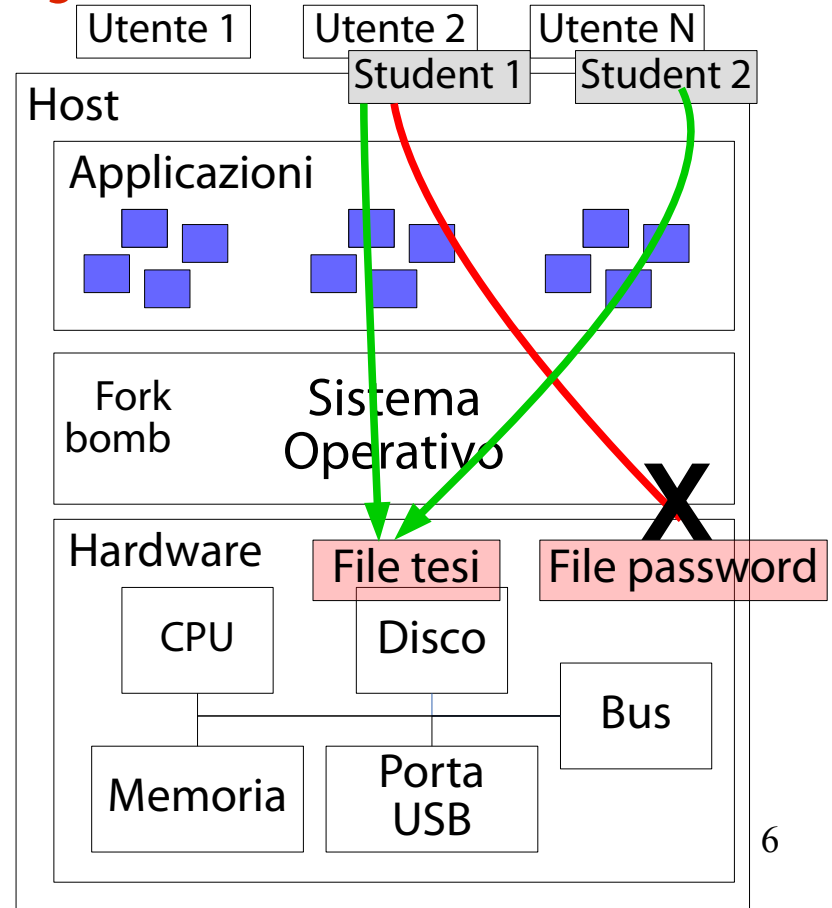 Utente 1
Utente 2
Utente N
Student 1
Student 2
Host
Applicazioni
Fork
bomb
Sistema
Operativo
Hardware
File tesi
File password
CPU
Disco
Bus
Memoria
Porta
USB
6